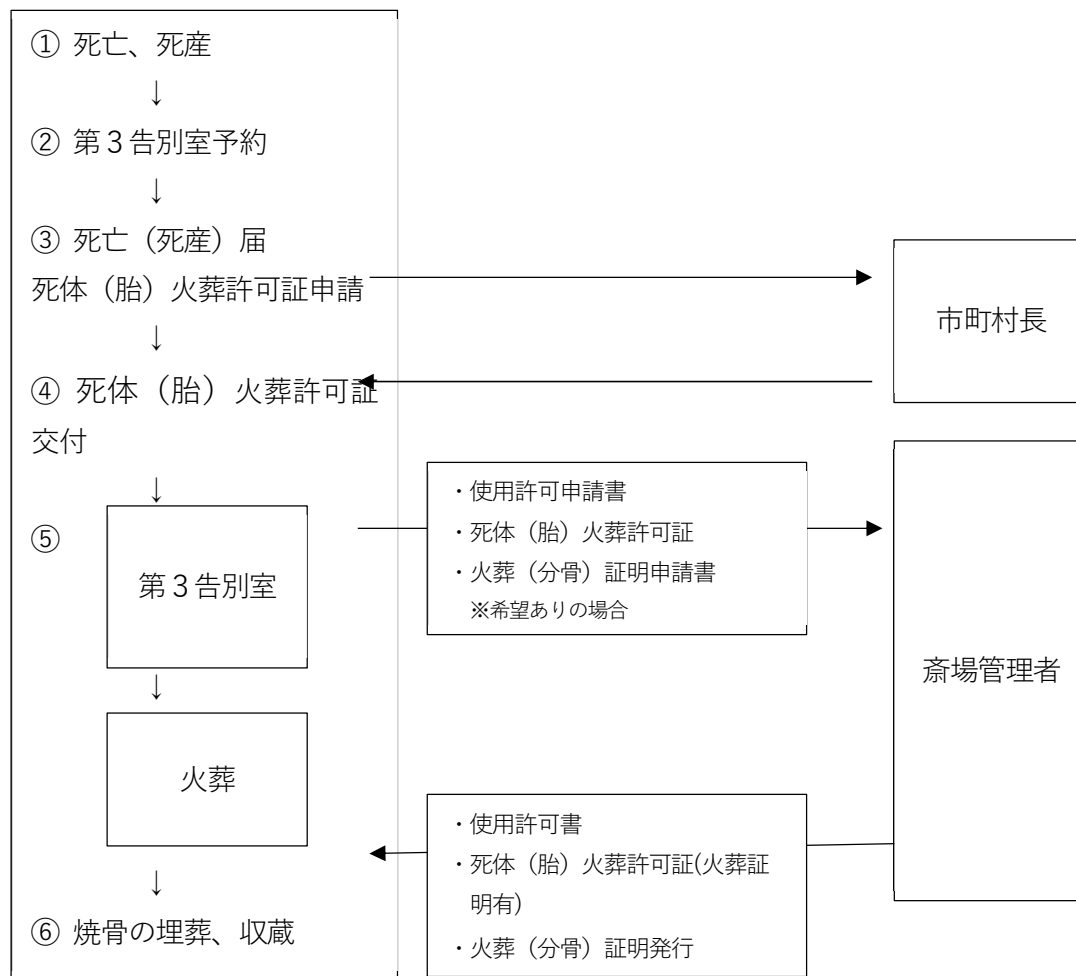 ① 死亡、死産
↓
② 第3告別室予約
↓
③ 死亡（死産）届
死体（胎）火葬許可証申請
↓
④ 死体（胎）火葬許可証
交付
↓
⑤
第3告別室
↓
火葬
↓
⑥ 焼骨の埋葬、収蔵
市町村長
・使用許可申請書
・死体（胎）火葬許可証
・火葬（分骨）証明申請書
※希望ありの場合
斎場管理者
・使用許可書
・死体（胎）火葬許可証(火葬証
明有)
・火葬（分骨）証明発行